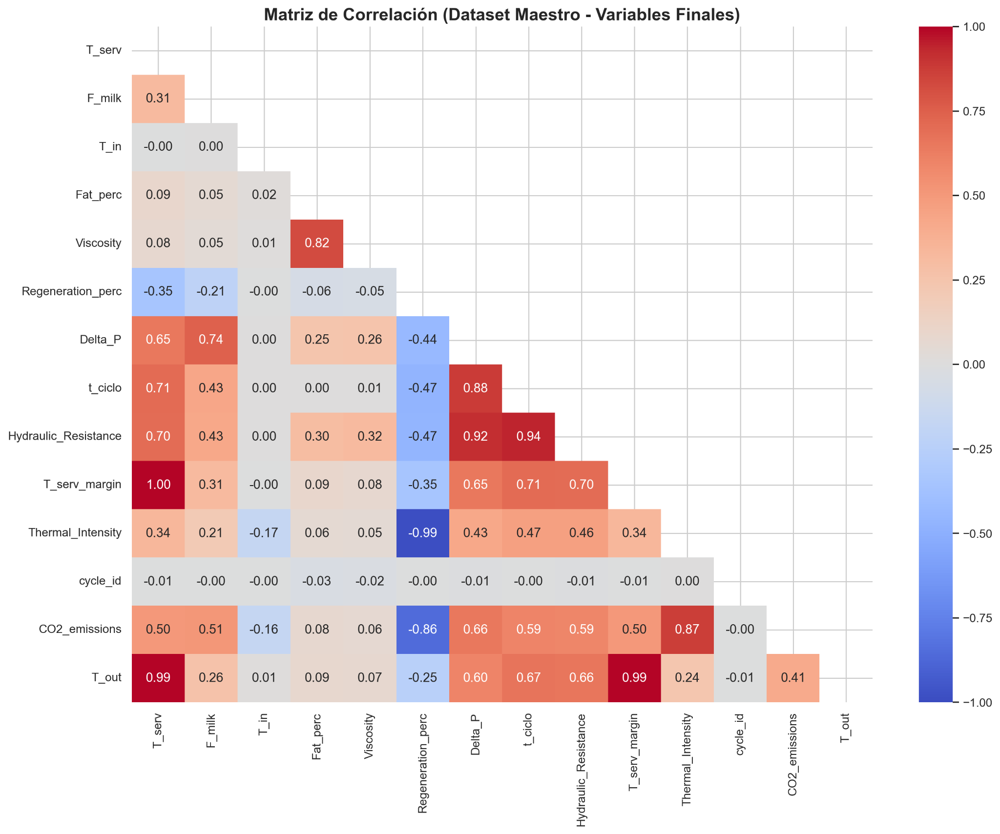 Matriz de Correlación (Dataset Maestro - Variables Finales)
T_serv
F_milk 0.31
T_in -0.00 0.00
Fat_perc 0.09 0.05 0.02
Viscosity 0.08 0.05 0.01 0.82
Regeneration_perc -0.35 -0.21 -0.00 -0.06 -0.05
Delta_P 0.65 0.74 0.00 0.25 0.26 -0.44
t_ciclo 0.71 0.43 0.00 0.00 0.01 -0.47 0.88
Hydraulic_Resistance 0.70 0.43 0.00 0.30 0.32 -0.47 0.92 0.94
T_serv_margin 1.00 0.31 -0.00 0.09 0.08 -0.35 0.65 0.71 0.70
Thermal_Intensity 0.34 0.21 -0.17 0.06 0.05 -0.99 0.43 0.47 0.46 0.34
cycle_id -0.01 -0.00 -0.00 -0.03 -0.02 -0.00 -0.01 -0.00 -0.01 -0.01 0.00
CO2_emissions 0.50 0.51 -0.16 0.08 0.06 -0.86 0.66 0.59 0.59 0.50 0.87 -0.00
T_out 0.99 0.26 0.01 0.09 0.07 -0.25 0.60 0.67 0.66 0.99 0.24 -0.01 0.41
T_serv
F_milk
T_in
Fat_perc
Viscosity
Regeneration_perc
Delta_P
t_ciclo
Hydraulic_Resistance
T_serv_margin
Thermal_Intensity
cycle_id
CO2_emissions
T_out
1.00
0.75
0.50
0.25
0.00
−0.25
−0.50
−0.75
−1.00